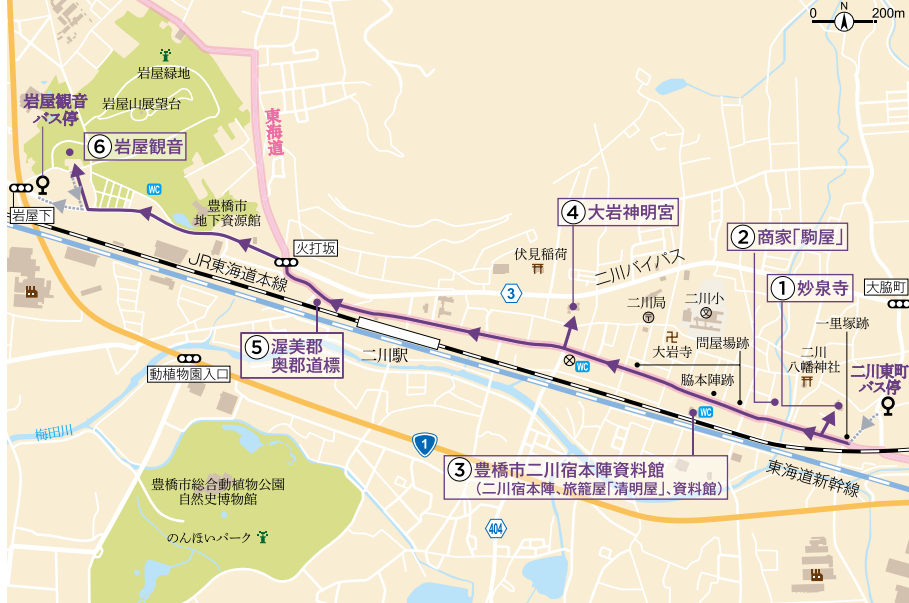 0 N 200m
岩屋緑地
岩屋山展望台
岩屋観音
バス停
⑥岩屋観音
東海道
WC
岩屋下
豊橋市
地下資源館
火打坂
JR東海道本線
④大岩神明宮
伏見稲荷
二川バイパス
3
②商家「駒屋」
①妙泉寺
大脇町
二川局
二川小
文
一里塚跡
大岩寺
問屋場跡
二川
八幡神社
二川東町
バス停
脇本陣跡
WC
WC
⑤渥美郡
奥郡道標
二川駅
動植物園入口
梅田川
1
③豊橋市二川宿本陣資料館
(二川宿本陣、旅籠屋「清明屋」、資料館)
東海道新幹線
豊橋市総合動植物公園
自然史博物館
のんほいパーク
404